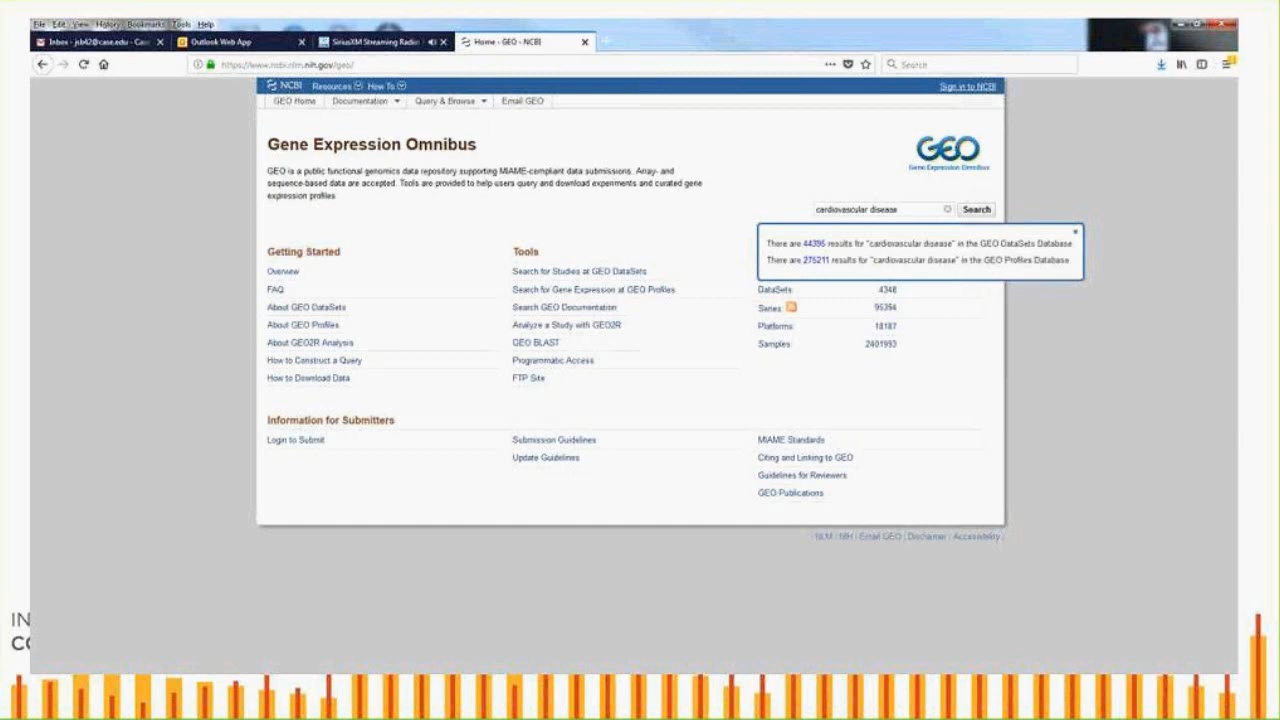 File Edit View History Bookmarks Tools Help
Inbox - jsb42@case.edu - Cas
Outlook Web App
SiriusXM Streaming Radio
Home - GEO - NCBI
https://www.ncbi.nlm.nih.gov/geo/
Search
NCBI Resources How To
Sign in to NCBI
GEO Home Documentation Query & Browse Email GEO
Gene Expression Omnibus
GEO
Gene Expression Omnibus
GEO is a public functional genomics data repository supporting MIAME-compliant data submissions. Array- and
sequence-based data are accepted. Tools are provided to help users query and download experiments and curated gene
expression profiles.
cardiovascular disease
Search
There are 44395 results for "cardiovascular disease" in the GEO DataSets Database
There are 275211 results for "cardiovascular disease" in the GEO Profiles Database
Getting Started
Overview
FAQ
About GEO DataSets
About GEO Profiles
About GEO2R Analysis
How to Construct a Query
How to Download Data
Tools
Search for Studies at GEO DataSets
Search for Gene Expression at GEO Profiles
Search GEO Documentation
Analyze a Study with GEO2R
GEO BLAST
Programmatic Access
FTP Site
DataSets: 4348
Series: 95354
Platforms: 18187
Samples: 2401993
Information for Submitters
Login to Submit
Submission Guidelines
Update Guidelines
MIAME Standards
Citing and Linking to GEO
Guidelines for Reviewers
GEO Publications
NLM | NIH | Email GEO | Disclaimer | Accessibility
IN
CO